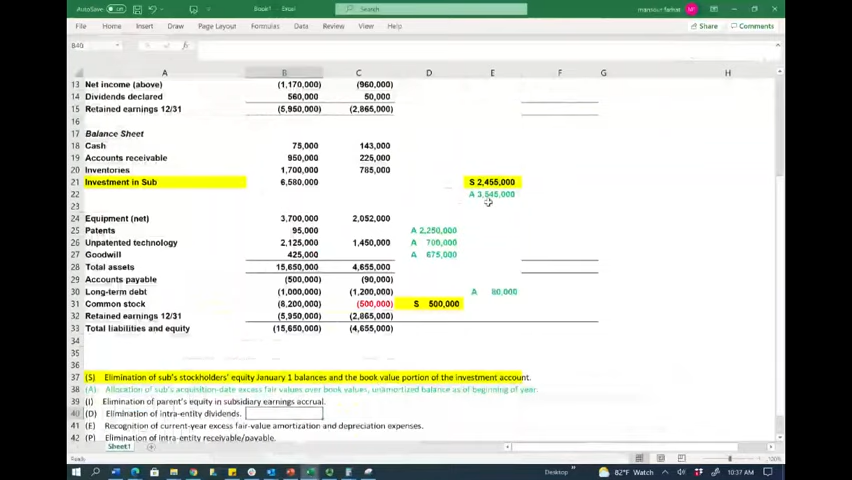 AutoSave Off Book1 - Excel Search mansour farhat MF
File Home Insert Draw Page Layout Formulas Data Review View Help Share Comments
B40 fx
A B C D E F G H
13 Net income (above) (1,170,000) (960,000)
14 Dividends declared 560,000 50,000
15 Retained earnings 12/31 (5,950,000) (2,865,000)
16
17 Balance Sheet
18 Cash 75,000 143,000
19 Accounts receivable 950,000 225,000
20 Inventories 1,700,000 785,000
21 Investment in Sub 6,580,000 S 2,455,000
22 A 3,545,000
23
24 Equipment (net) 3,700,000 2,052,000
25 Patents 95,000 A 2,250,000
26 Unpatented technology 2,125,000 1,450,000 A 700,000
27 Goodwill 425,000 A 675,000
28 Total assets 15,650,000 4,655,000
29 Accounts payable (500,000) (90,000)
30 Long-term debt (1,000,000) (1,200,000) A 80,000
31 Common stock (8,200,000) (500,000) S 500,000
32 Retained earnings 12/31 (5,950,000) (2,865,000)
33 Total liabilities and equity (15,650,000) (4,655,000)
34
35
36
37 (S) Elimination of sub's stockholders' equity January 1 balances and the book value portion of the investment account.
38 (A) Allocation of sub's acquisition-date excess fair values over book values, unamortized balance as of beginning of year.
39 (I) Elimination of parent's equity in subsidiary earnings accrual.
40 (D) Elimination of intra-entity dividends.
41 (E) Recognition of current-year excess fair-value amortization and depreciation expenses.
42 (P) Elimination of intra-entity receivable/payable.
Sheet1
Ready 100%
Desktop 82°F Watch 10:37 AM